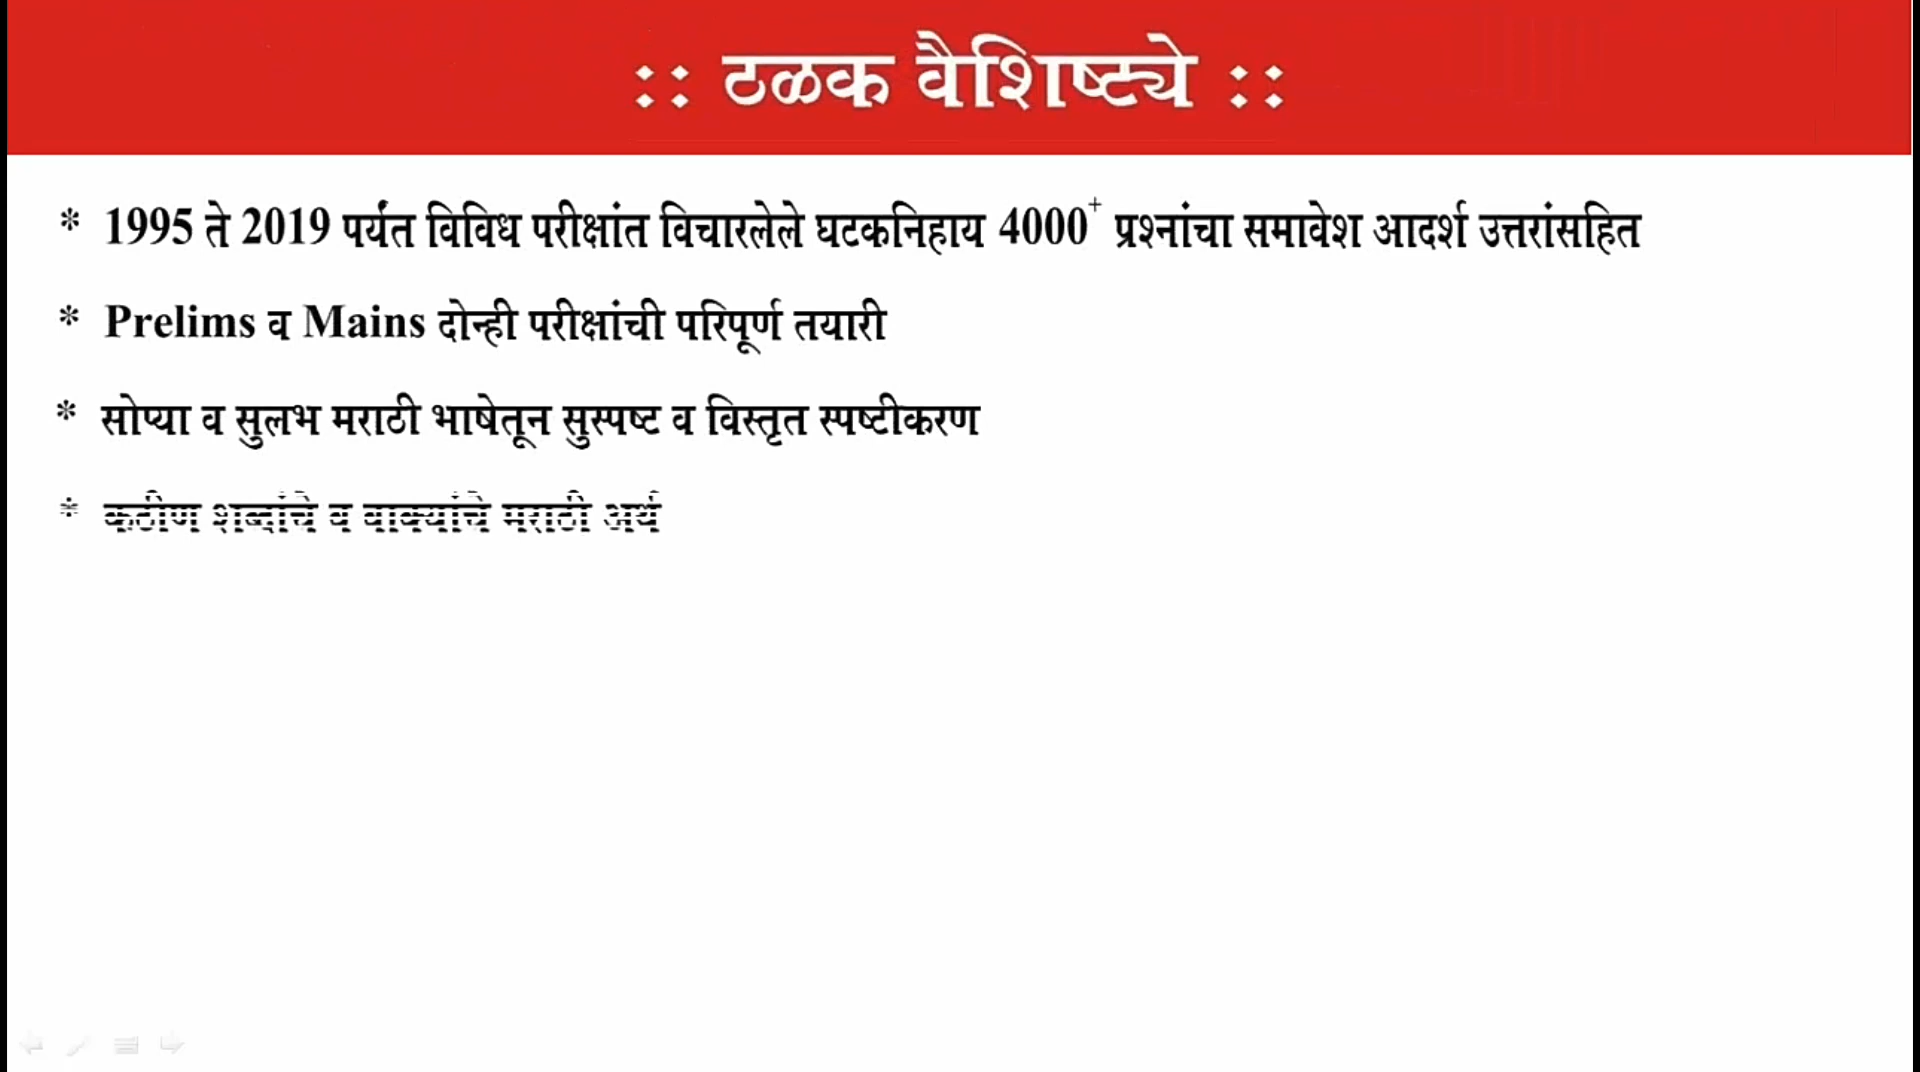 :: ठळक वैशिष्ट्ये ::
* 1995 ते 2019 पर्यंत विविध परीक्षांत विचारलेले घटकनिहाय 4000+ प्रश्नांचा समावेश आदर्श उत्तरांसहित
* Prelims व Mains दोन्ही परीक्षांची परिपूर्ण तयारी
* सोप्या व सुलभ मराठी भाषेतून सुस्पष्ट व विस्तृत स्पष्टीकरण
* कठीण शब्दांचे व वाक्यांचे मराठी अर्थ